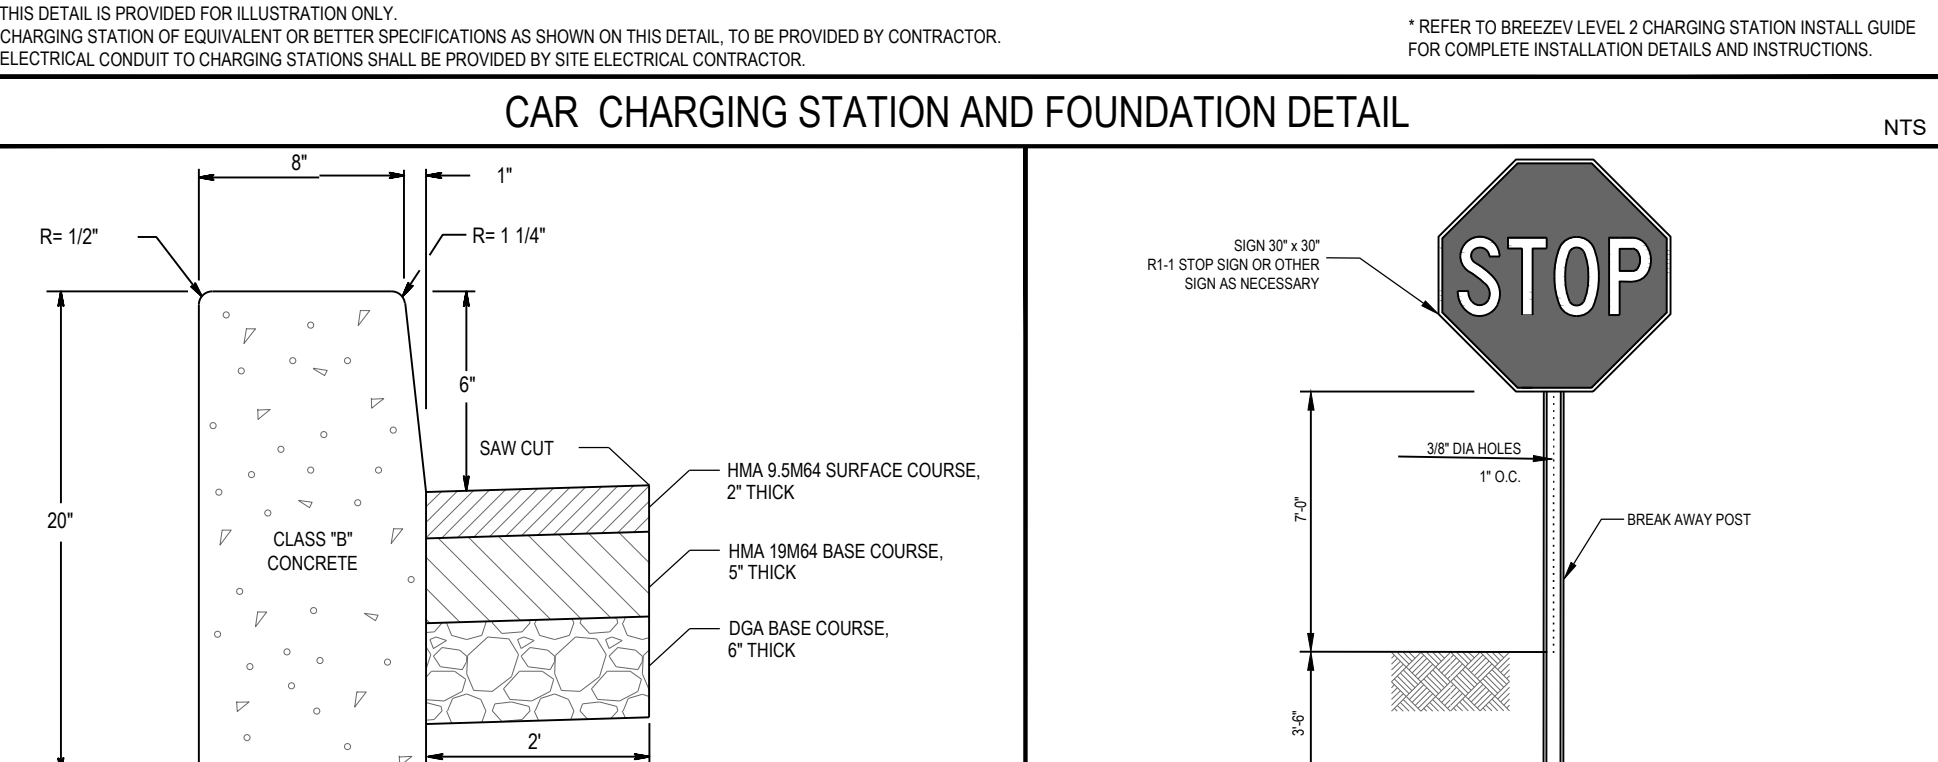 THIS DETAIL IS PROVIDED FOR ILLUSTRATION ONLY.
CHARGING STATION OF EQUIVALENT OR BETTER SPECIFICATIONS AS SHOWN ON THIS DETAIL, TO BE PROVIDED BY CONTRACTOR.
ELECTRICAL CONDUIT TO CHARGING STATIONS SHALL BE PROVIDED BY SITE ELECTRICAL CONTRACTOR.
* REFER TO BREEZEV LEVEL 2 CHARGING STATION INSTALL GUIDE
FOR COMPLETE INSTALLATION DETAILS AND INSTRUCTIONS.
CAR CHARGING STATION AND FOUNDATION DETAIL
NTS
8"
1"
R= 1/2"
R= 1 1/4"
6"
SAW CUT
HMA 9.5M64 SURFACE COURSE,
2" THICK
20"
CLASS "B"
CONCRETE
HMA 19M64 BASE COURSE,
5" THICK
DGA BASE COURSE,
6" THICK
2'
SIGN 30" x 30"
R1-1 STOP SIGN OR OTHER
SIGN AS NECESSARY
STOP
3/8" DIA HOLES
1" O.C.
7'-0"
BREAK AWAY POST
3'-6"